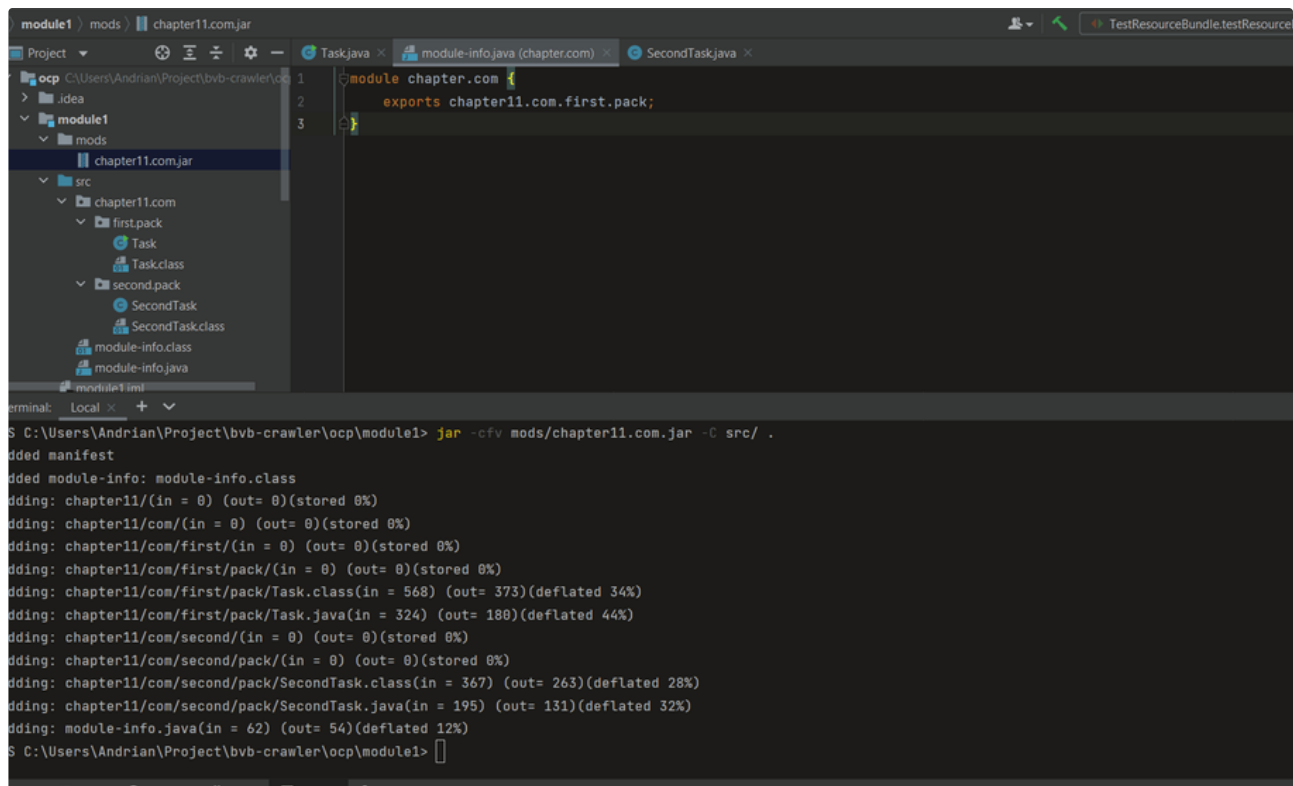 module1 〉 mods 〉 chapter11.com.jar
TestResourceBundle.testResourceB
Project
Task.java ×
module-info.java (chapter.com) ×
SecondTask.java ×
ocp C:\Users\Andrian\Project\bvb-crawler\oc
.idea
module1
mods
chapter11.com.jar
src
chapter11.com
first.pack
Task
Task.class
second.pack
SecondTask
SecondTask.class
module-info.class
module-info.java
module1.iml
1 module chapter.com {
2 exports chapter11.com.first.pack;
3 }
erminal: Local × +
S C:\Users\Andrian\Project\bvb-crawler\ocp\module1> jar -cfv mods/chapter11.com.jar -C src/ .
dded manifest
dded module-info: module-info.class
dding: chapter11/(in = 0) (out= 0)(stored 0%)
dding: chapter11/com/(in = 0) (out= 0)(stored 0%)
dding: chapter11/com/first/(in = 0) (out= 0)(stored 0%)
dding: chapter11/com/first/pack/(in = 0) (out= 0)(stored 0%)
dding: chapter11/com/first/pack/Task.class(in = 568) (out= 373)(deflated 34%)
dding: chapter11/com/first/pack/Task.java(in = 324) (out= 180)(deflated 44%)
dding: chapter11/com/second/(in = 0) (out= 0)(stored 0%)
dding: chapter11/com/second/pack/(in = 0) (out= 0)(stored 0%)
dding: chapter11/com/second/pack/SecondTask.class(in = 367) (out= 263)(deflated 28%)
dding: chapter11/com/second/pack/SecondTask.java(in = 195) (out= 131)(deflated 32%)
dding: module-info.java(in = 62) (out= 54)(deflated 12%)
S C:\Users\Andrian\Project\bvb-crawler\ocp\module1>